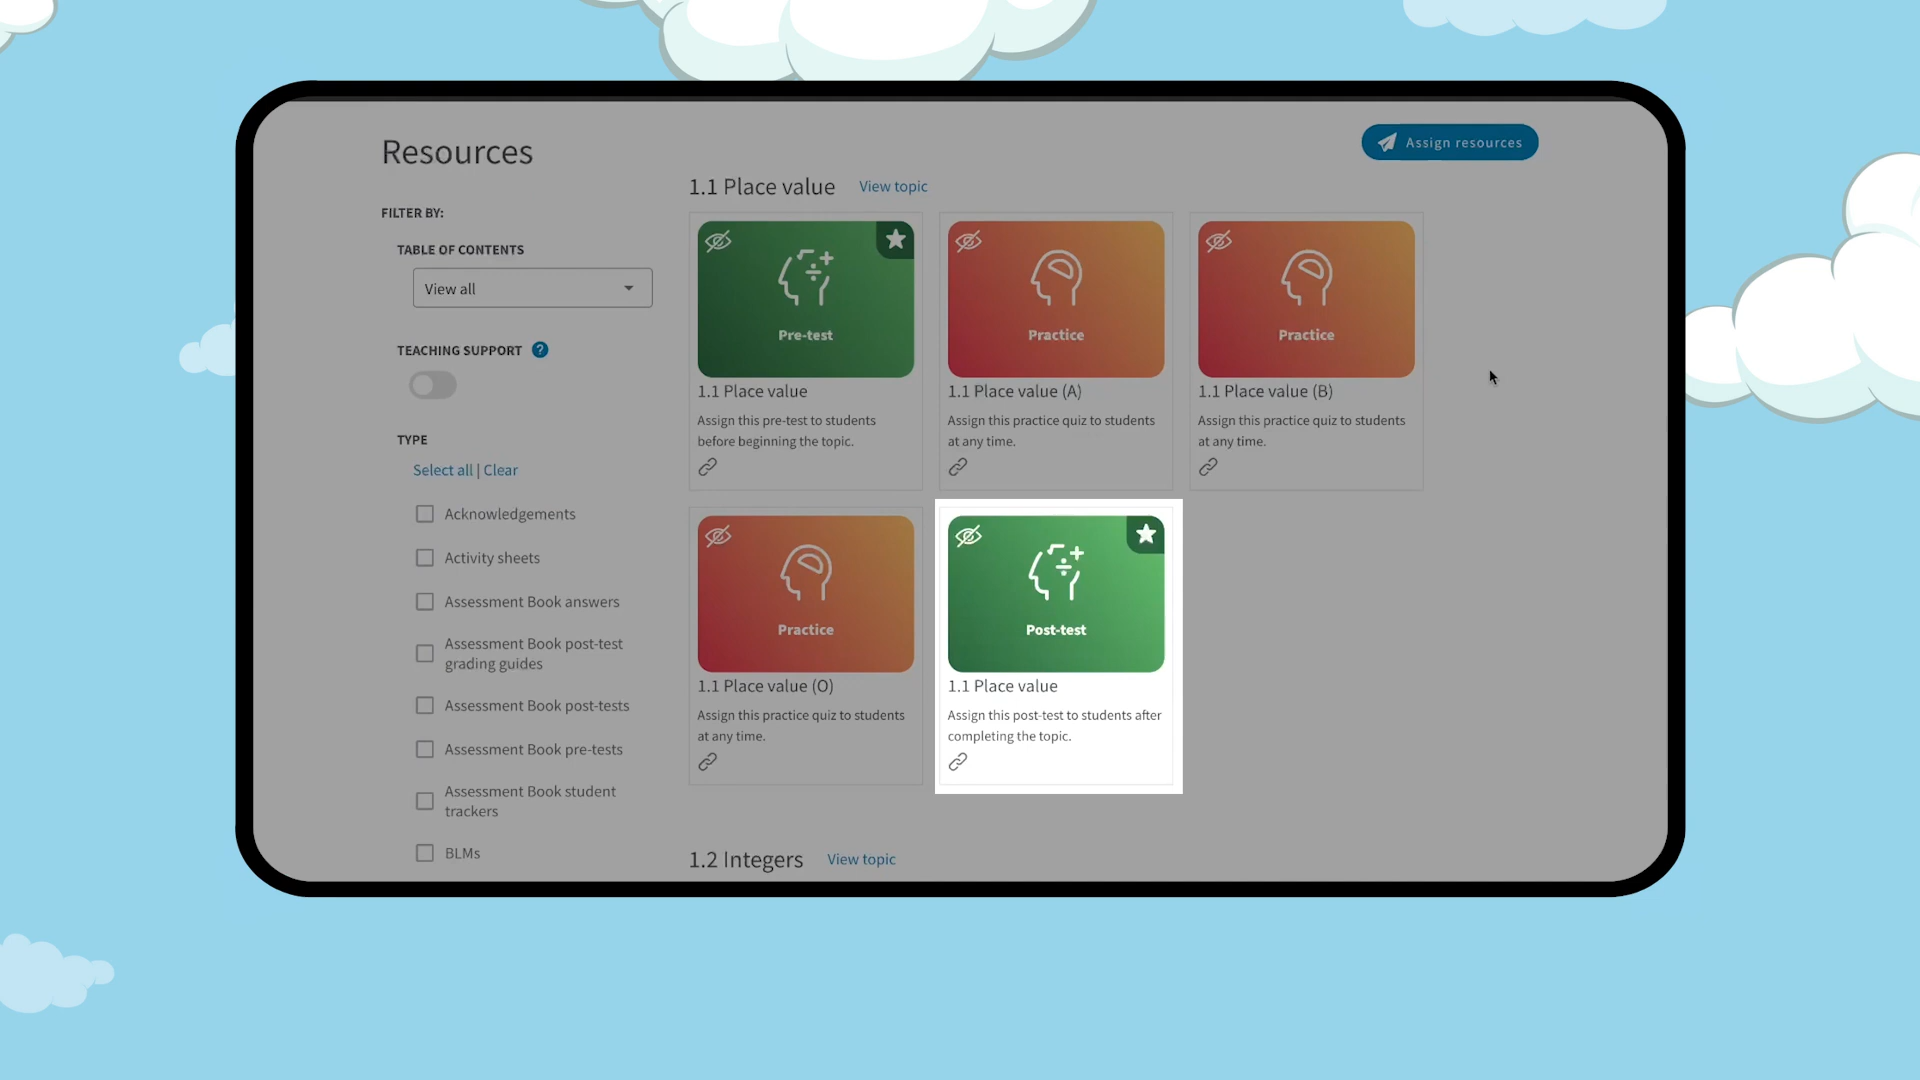 Resources
Assign resources
FILTER BY:
TABLE OF CONTENTS
View all
TEACHING SUPPORT ?
TYPE
Select all | Clear
Acknowledgements
Activity sheets
Assessment Book answers
Assessment Book post-test
grading guides
Assessment Book post-tests
Assessment Book pre-tests
Assessment Book student
trackers
BLMs
1.1 Place value View topic
Pre-test
1.1 Place value
Assign this pre-test to students
before beginning the topic.
Practice
1.1 Place value (A)
Assign this practice quiz to students
at any time.
Practice
1.1 Place value (B)
Assign this practice quiz to students
at any time.
Practice
1.1 Place value (O)
Assign this practice quiz to students
at any time.
Post-test
1.1 Place value
Assign this post-test to students after
completing the topic.
1.2 Integers View topic